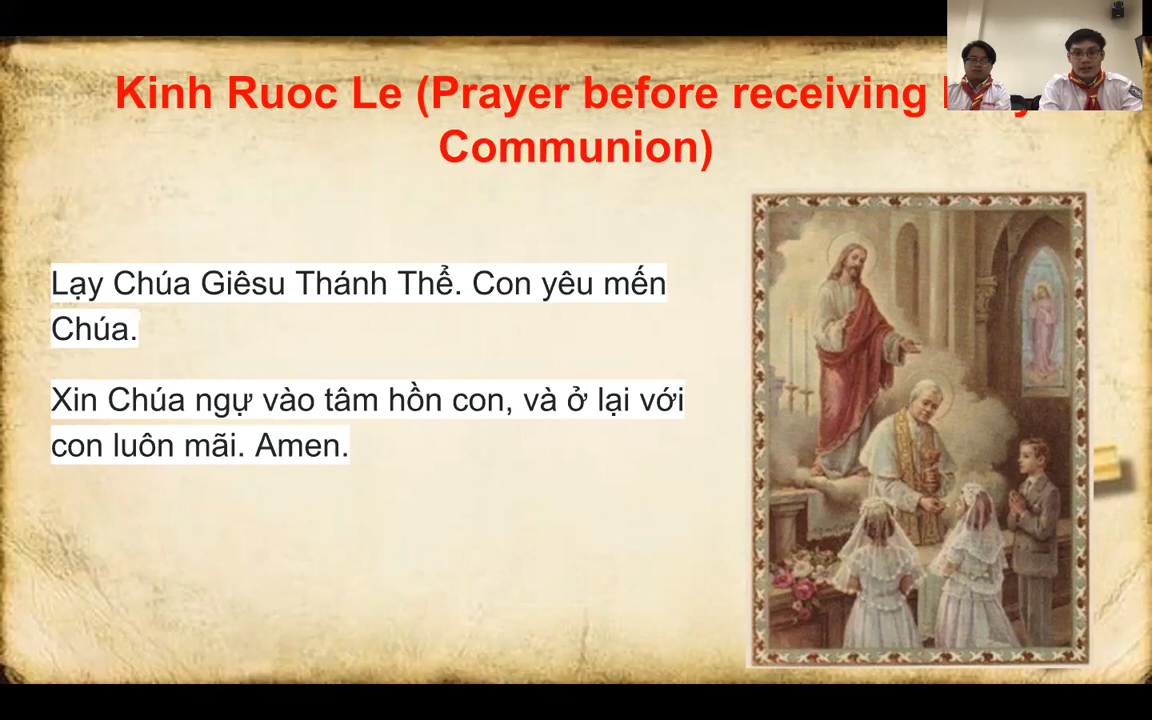 Kinh Ruoc Le (Prayer before receiving
Communion)
Lạy Chúa Giêsu Thánh Thể. Con yêu mến
Chúa.
Xin Chúa ngự vào tâm hồn con, và ở lại với
con luôn mãi. Amen.